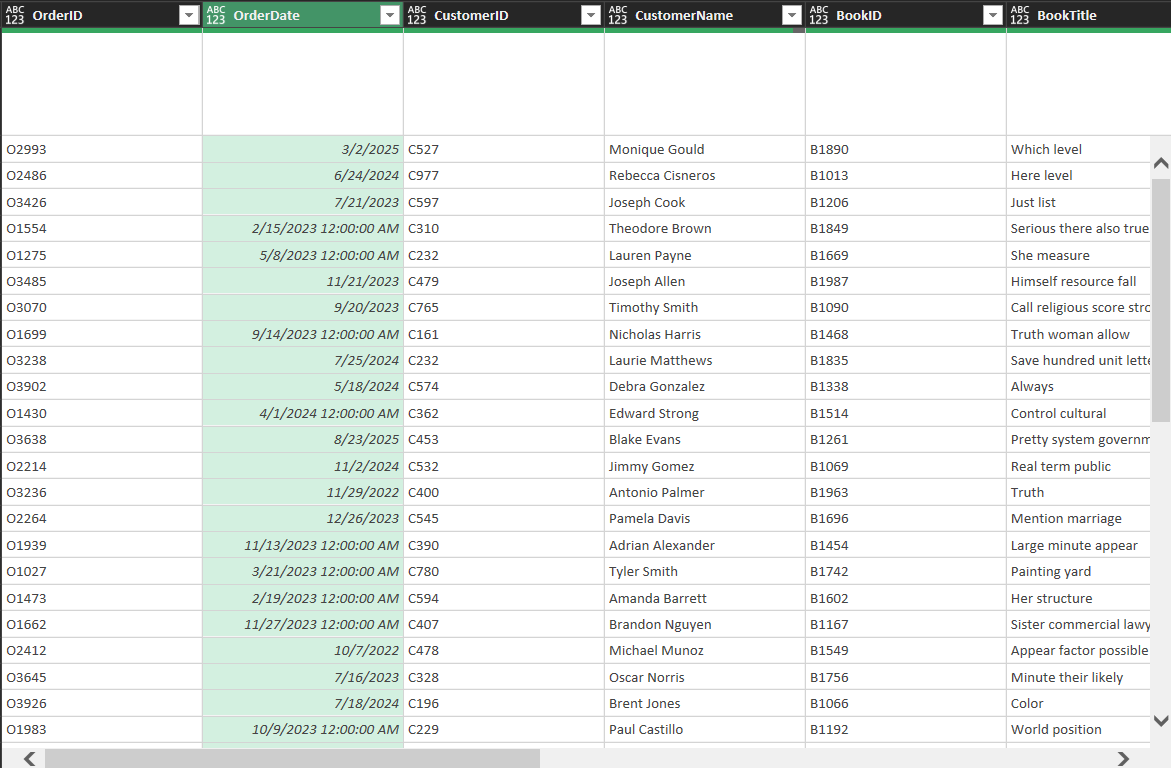 ABC 123 OrderID ABC 123 OrderDate ABC 123 CustomerID ABC 123 CustomerName ABC 123 BookID ABC 123 BookTitle
O2993 3/2/2025 C527 Monique Gould B1890 Which level
O2486 6/24/2024 C977 Rebecca Cisneros B1013 Here level
O3426 7/21/2023 C597 Joseph Cook B1206 Just list
O1554 2/15/2023 12:00:00 AM C310 Theodore Brown B1849 Serious there also true
O1275 5/8/2023 12:00:00 AM C232 Lauren Payne B1669 She measure
O3485 11/21/2023 C479 Joseph Allen B1987 Himself resource fall
O3070 9/20/2023 C765 Timothy Smith B1090 Call religious score stro
O1699 9/14/2023 12:00:00 AM C161 Nicholas Harris B1468 Truth woman allow
O3238 7/25/2024 C232 Laurie Matthews B1835 Save hundred unit lette
O3902 5/18/2024 C574 Debra Gonzalez B1338 Always
O1430 4/1/2024 12:00:00 AM C362 Edward Strong B1514 Control cultural
O3638 8/23/2025 C453 Blake Evans B1261 Pretty system governm
O2214 11/2/2024 C532 Jimmy Gomez B1069 Real term public
O3236 11/29/2022 C400 Antonio Palmer B1963 Truth
O2264 12/26/2023 C545 Pamela Davis B1696 Mention marriage
O1939 11/13/2023 12:00:00 AM C390 Adrian Alexander B1454 Large minute appear
O1027 3/21/2023 12:00:00 AM C780 Tyler Smith B1742 Painting yard
O1473 2/19/2023 12:00:00 AM C594 Amanda Barrett B1602 Her structure
O1662 11/27/2023 12:00:00 AM C407 Brandon Nguyen B1167 Sister commercial lawy
O2412 10/7/2022 C478 Michael Munoz B1549 Appear factor possible
O3645 7/16/2023 C328 Oscar Norris B1756 Minute their likely
O3926 7/18/2024 C196 Brent Jones B1066 Color
O1983 10/9/2023 12:00:00 AM C229 Paul Castillo B1192 World position